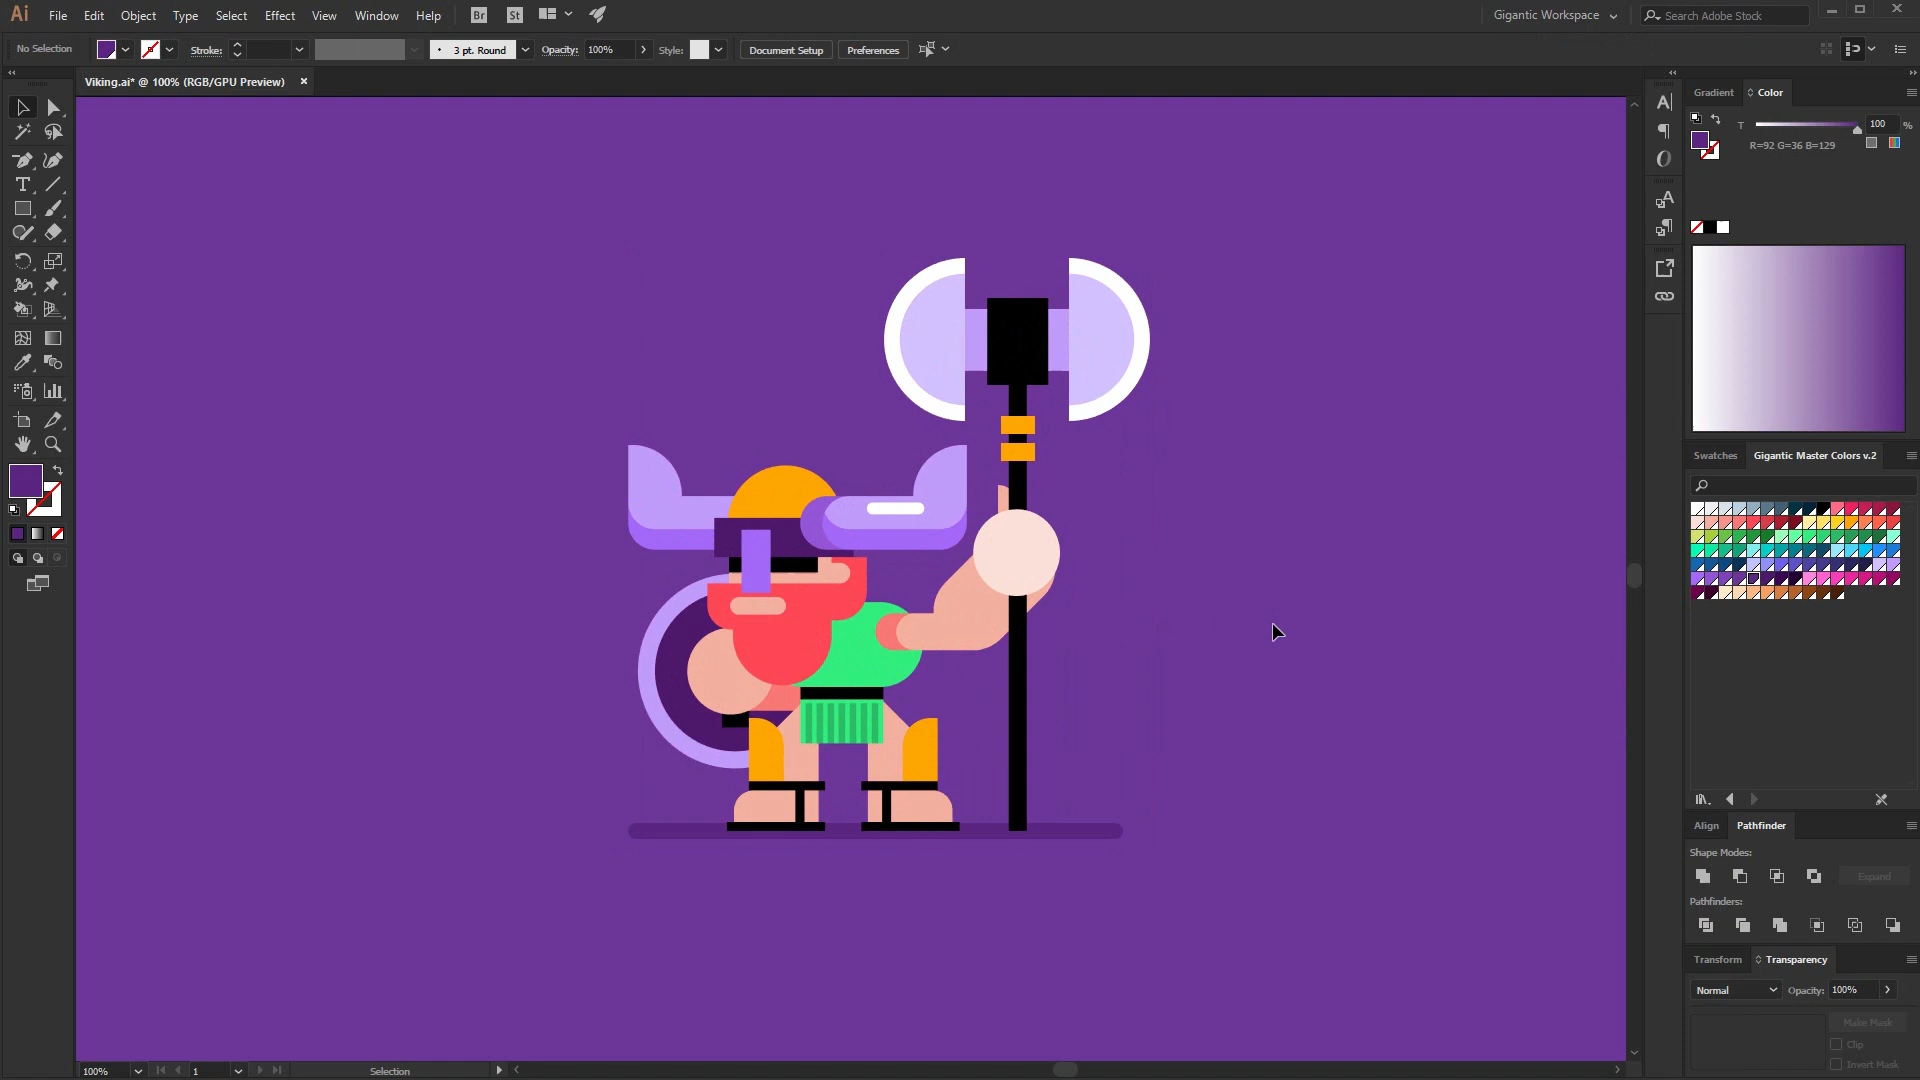 Ai File Edit Object Type Select Effect View Window Help Br St Gigantic Workspace Search Adobe Stock
No Selection Stroke: 3 pt. Round Opacity: 100% Style: Document Setup Preferences
Viking.ai* @ 100% (RGB/GPU Preview)
Gradient Color
T 100 %
R=92 G=36 B=129
Swatches Gigantic Master Colors v.2
Align Pathfinder
Shape Modes:
Expand
Pathfinders:
Transform Transparency
Normal Opacity: 100%
Make Mask
Clip
Invert Mask
100% 1 Selection